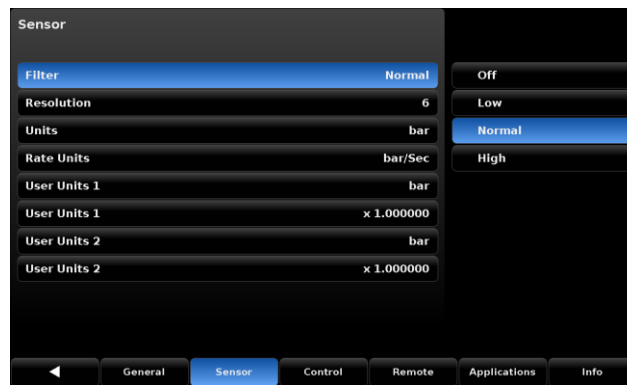 Sensor
Filter Normal
Resolution 6
Units bar
Rate Units bar/Sec
User Units 1 bar
User Units 1 x 1.000000
User Units 2 bar
User Units 2 x 1.000000
Off
Low
Normal
High
General Sensor Control Remote Applications Info